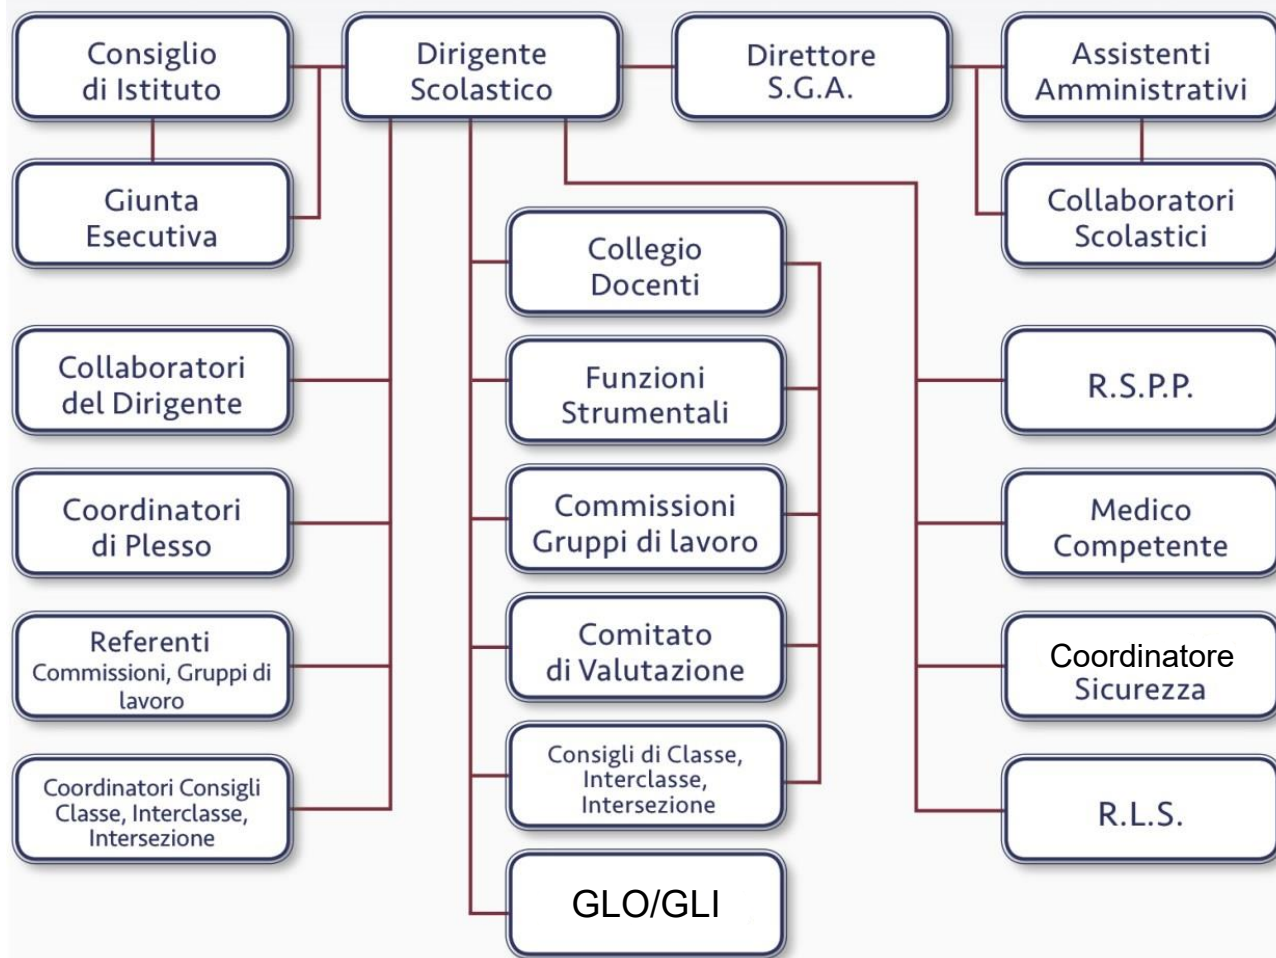 Consiglio
di Istituto
Dirigente
Scolastico
Direttore
S.G.A.
Assistenti
Amministrativi
Giunta
Esecutiva
Collaboratori
Scolastici
Collegio
Docenti
Collaboratori
del Dirigente
Funzioni
Strumentali
R.S.P.P.
Coordinatori
di Plesso
Commissioni
Gruppi di lavoro
Medico
Competente
Referenti
Commissioni, Gruppi di
lavoro
Comitato
di Valutazione
Coordinatore
Sicurezza
Coordinatori Consigli
Classe, Interclasse,
Intersezione
Consigli di Classe,
Interclasse,
Intersezione
R.L.S.
GLO/GLI